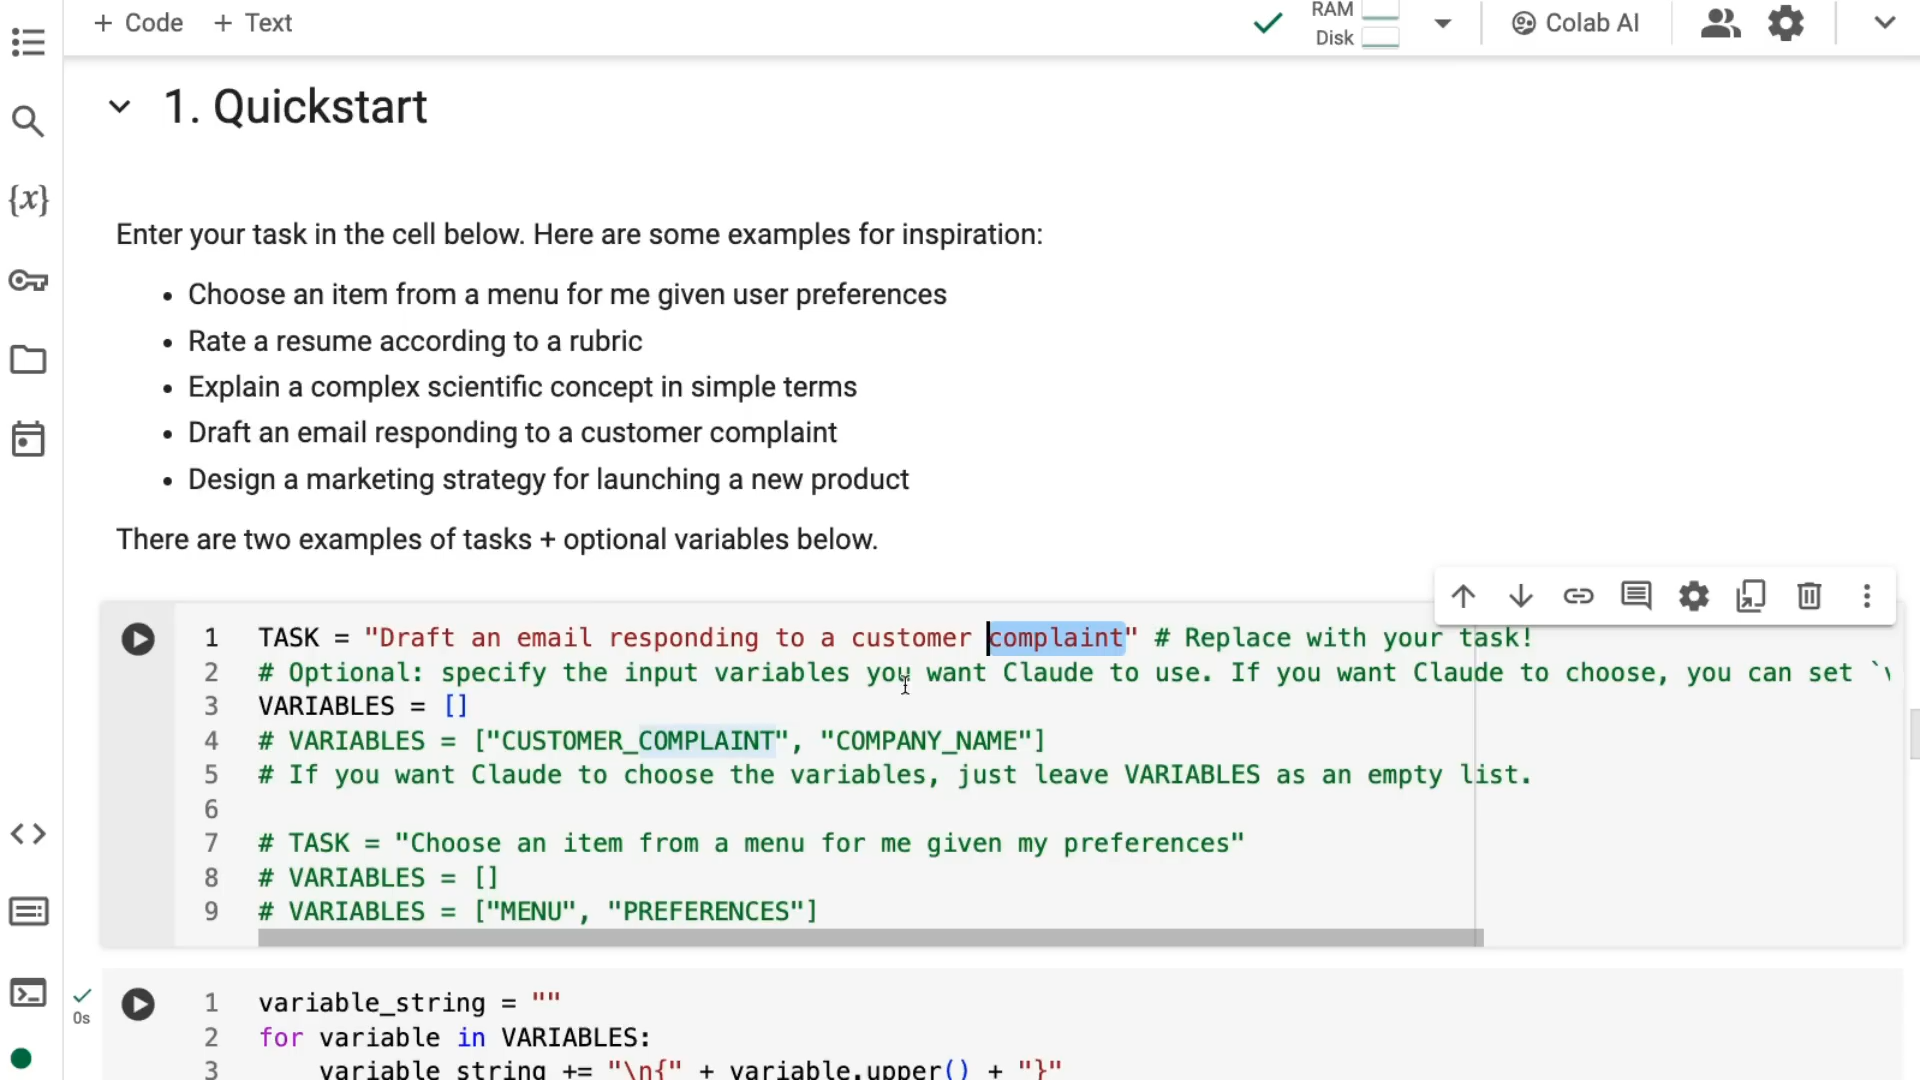 + Code + Text
RAM
Disk
Colab AI
{x}
1. Quickstart
Enter your task in the cell below. Here are some examples for inspiration:
• Choose an item from a menu for me given user preferences
• Rate a resume according to a rubric
• Explain a complex scientific concept in simple terms
• Draft an email responding to a customer complaint
• Design a marketing strategy for launching a new product
There are two examples of tasks + optional variables below.
1 TASK = "Draft an email responding to a customer complaint" # Replace with your task!
2 # Optional: specify the input variables you want Claude to use. If you want Claude to choose, you can set `
3 VARIABLES = []
4 # VARIABLES = ["CUSTOMER_COMPLAINT", "COMPANY_NAME"]
5 # If you want Claude to choose the variables, just leave VARIABLES as an empty list.
6
7 # TASK = "Choose an item from a menu for me given my preferences"
8 # VARIABLES = []
9 # VARIABLES = ["MENU", "PREFERENCES"]
0s
1 variable_string = ""
2 for variable in VARIABLES:
3 variable_string += "\n{" + variable.upper() + "}"